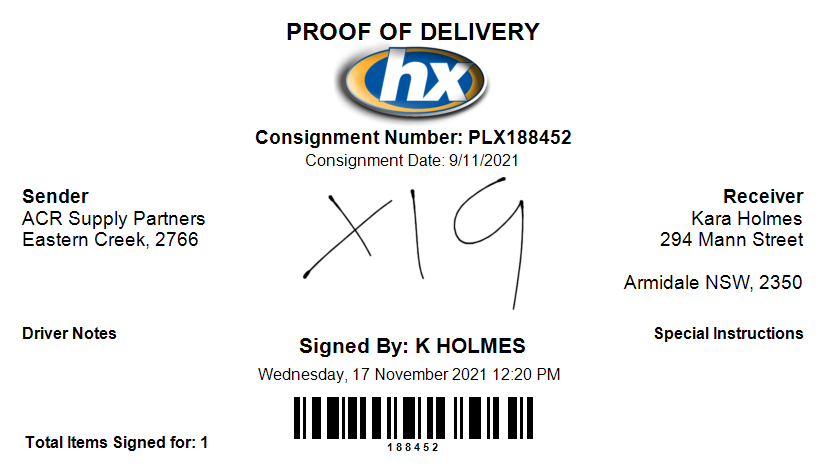 PROOF OF DELIVERY
hx
Consignment Number: PLX188452
Consignment Date: 9/11/2021
Sender
ACR Supply Partners
Eastern Creek, 2766
X19
Receiver
Kara Holmes
294 Mann Street
Armidale NSW, 2350
Driver Notes
Special Instructions
Signed By: K HOLMES
Wednesday, 17 November 2021 12:20 PM
188452
Total Items Signed for: 1